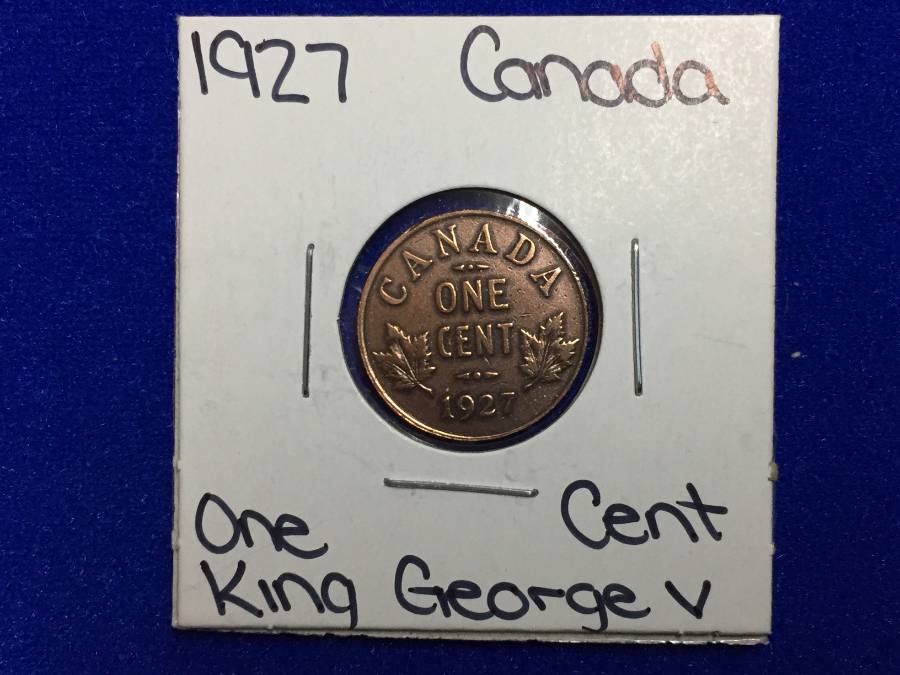 1927 Canada
CANADA
ONE
CENT
1927
One Cent
King George V